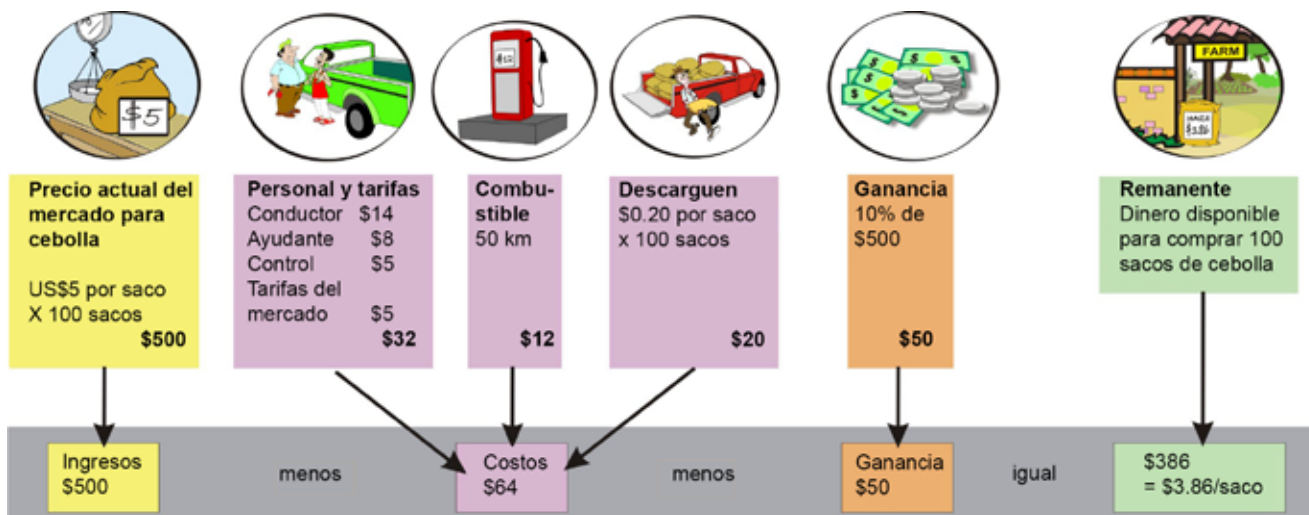 $5
$12
FARM
$3.86
Precio actual del
mercado para
cebolla
US$5 por saco
X 100 sacos
$500
Personal y tarifas
Conductor $14
Ayudante $8
Control $5
Tarifas del
mercado $5
$32
Combu-
stible
50 km
$12
Descarguen
$0.20 por saco
x 100 sacos
$20
Ganancia
10% de
$500
$50
Remanente
Dinero disponible
para comprar 100
sacos de cebolla
Ingresos
$500
menos
Costos
$64
menos
Ganancia
$50
igual
$386
= $3.86/saco